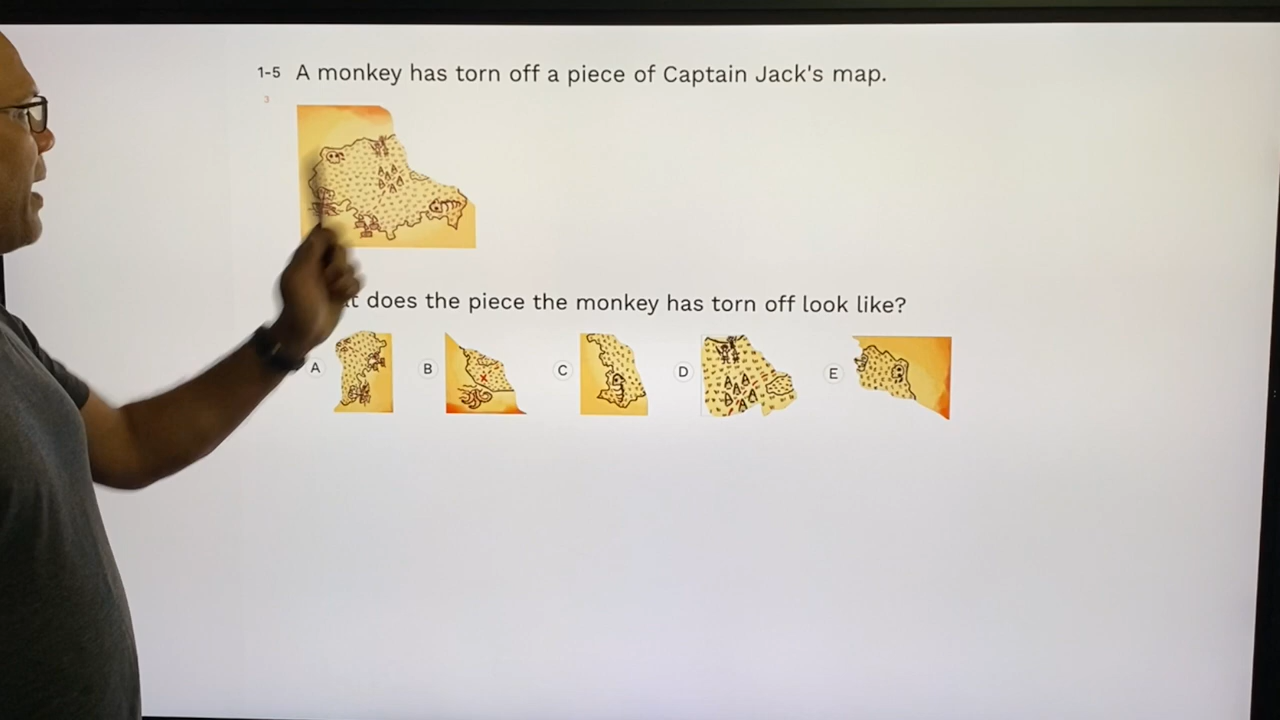 1-5 A monkey has torn off a piece of Captain Jack's map.
3
does the piece the monkey has torn off look like?
A B C D E